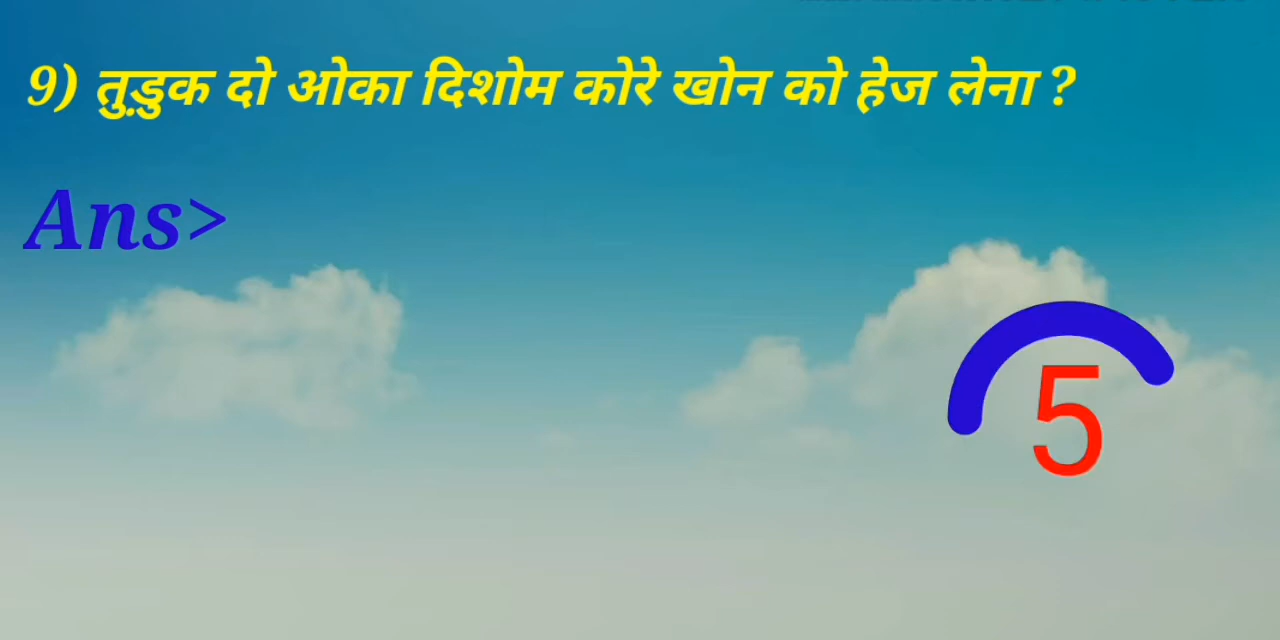 9) तुड़ुक दो ओका दिशोम कोरे खोन को हेज लेना ?
Ans>
5